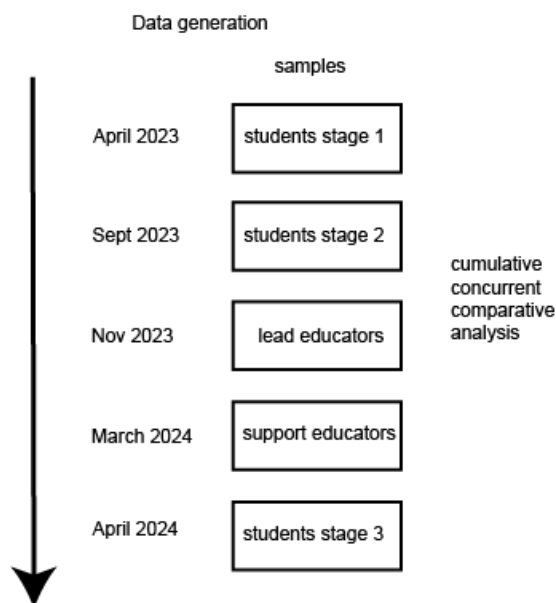 Data generation
samples
April 2023
students stage 1
Sept 2023
students stage 2
cumulative
concurrent
comparative
analysis
Nov 2023
lead educators
March 2024
support educators
April 2024
students stage 3